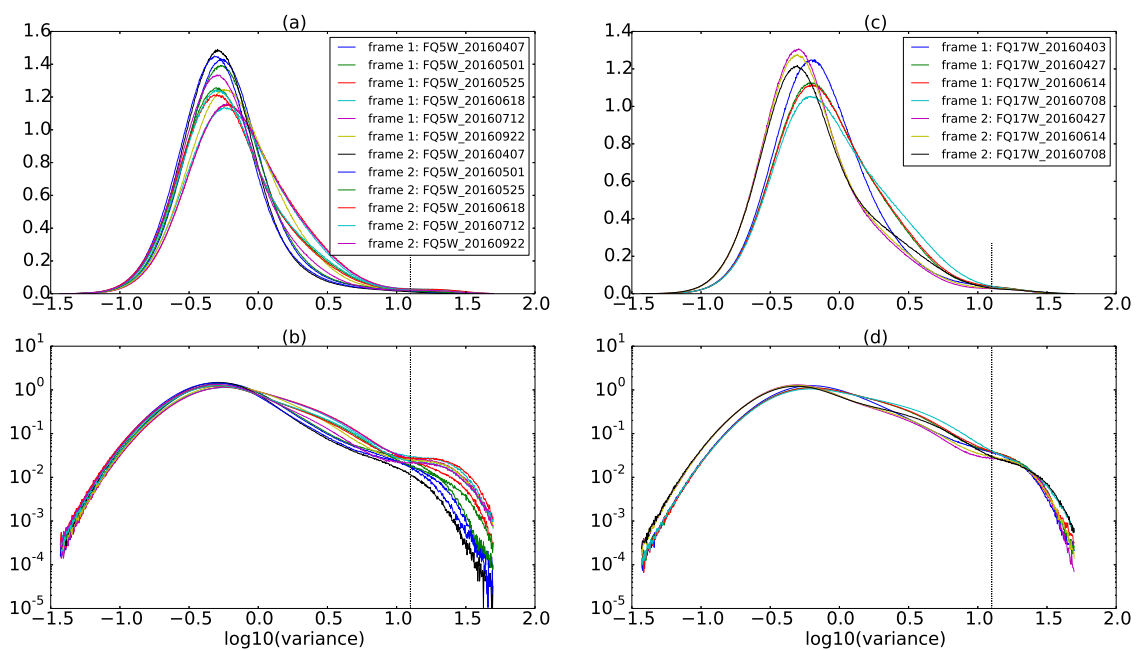 (a)
1.6
1.4
1.2
1.0
0.8
0.6
0.4
0.2
0.0
−1.5 −1.0 −0.5 0.0 0.5 1.0 1.5 2.0
frame 1: FQ5W_20160407
frame 1: FQ5W_20160501
frame 1: FQ5W_20160525
frame 1: FQ5W_20160618
frame 1: FQ5W_20160712
frame 1: FQ5W_20160922
frame 2: FQ5W_20160407
frame 2: FQ5W_20160501
frame 2: FQ5W_20160525
frame 2: FQ5W_20160618
frame 2: FQ5W_20160712
frame 2: FQ5W_20160922
(c)
1.4
1.2
1.0
0.8
0.6
0.4
0.2
0.0
−1.5 −1.0 −0.5 0.0 0.5 1.0 1.5 2.0
frame 1: FQ17W_20160403
frame 1: FQ17W_20160427
frame 1: FQ17W_20160614
frame 1: FQ17W_20160708
frame 2: FQ17W_20160427
frame 2: FQ17W_20160614
frame 2: FQ17W_20160708
(b)
10^1
10^0
10^-1
10^-2
10^-3
10^-4
10^-5
−1.5 −1.0 −0.5 0.0 0.5 1.0 1.5 2.0
log10(variance)
(d)
10^1
10^0
10^-1
10^-2
10^-3
10^-4
10^-5
−1.5 −1.0 −0.5 0.0 0.5 1.0 1.5 2.0
log10(variance)